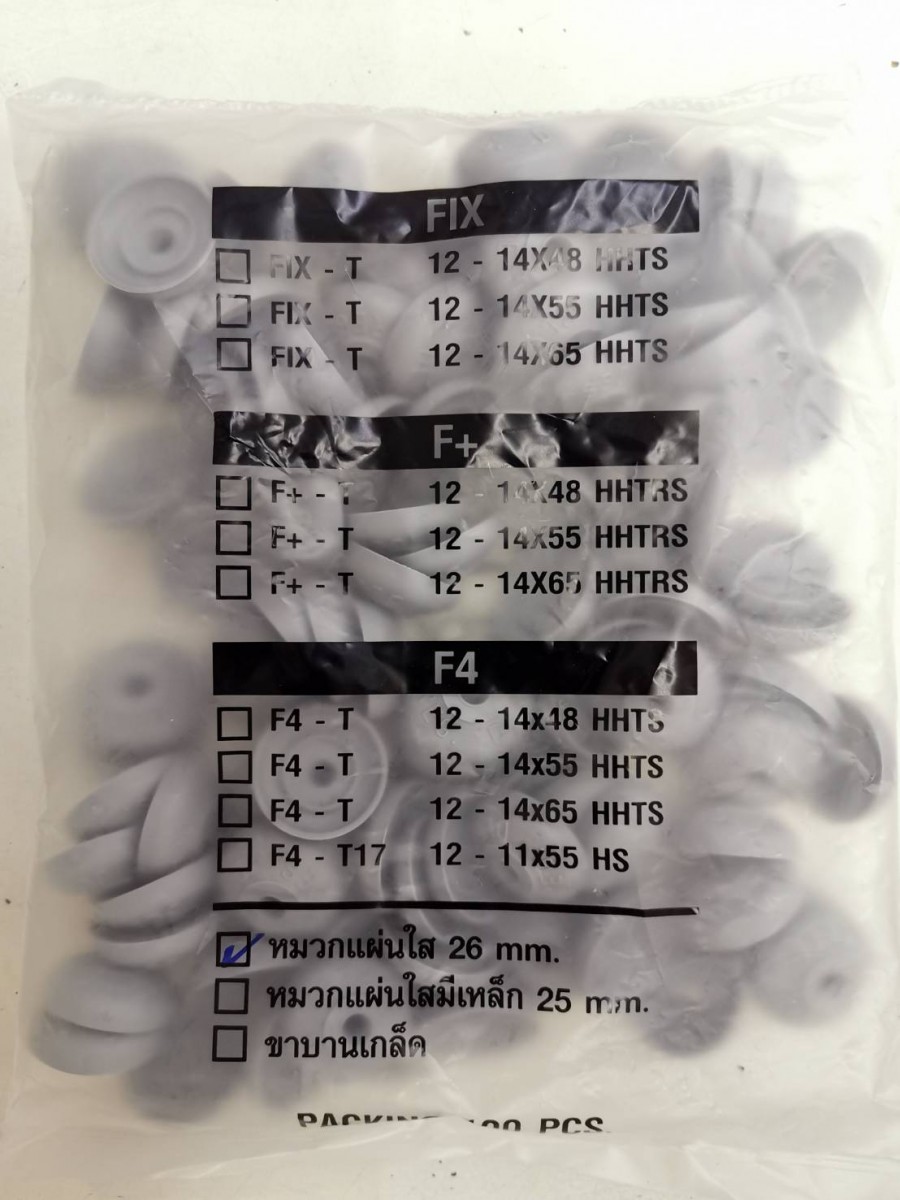 FIX
FIX - T 12 - 14X48 HHTS
FIX - T 12 - 14X55 HHTS
FIX - T 12 - 14X65 HHTS
F+
F+ - T 12 - 14X48 HHTRS
F+ - T 12 - 14X55 HHTRS
F+ - T 12 - 14X65 HHTRS
F4
F4 - T 12 - 14x48 HHTS
F4 - T 12 - 14x55 HHTS
F4 - T 12 - 14x65 HHTS
F4 - T17 12 - 11x55 HS
หมวกแผ่นใส 26 mm.
หมวกแผ่นใสมีเหล็ก 25 mm.
ขาบานเกล็ด
PACKING 100 PCS.